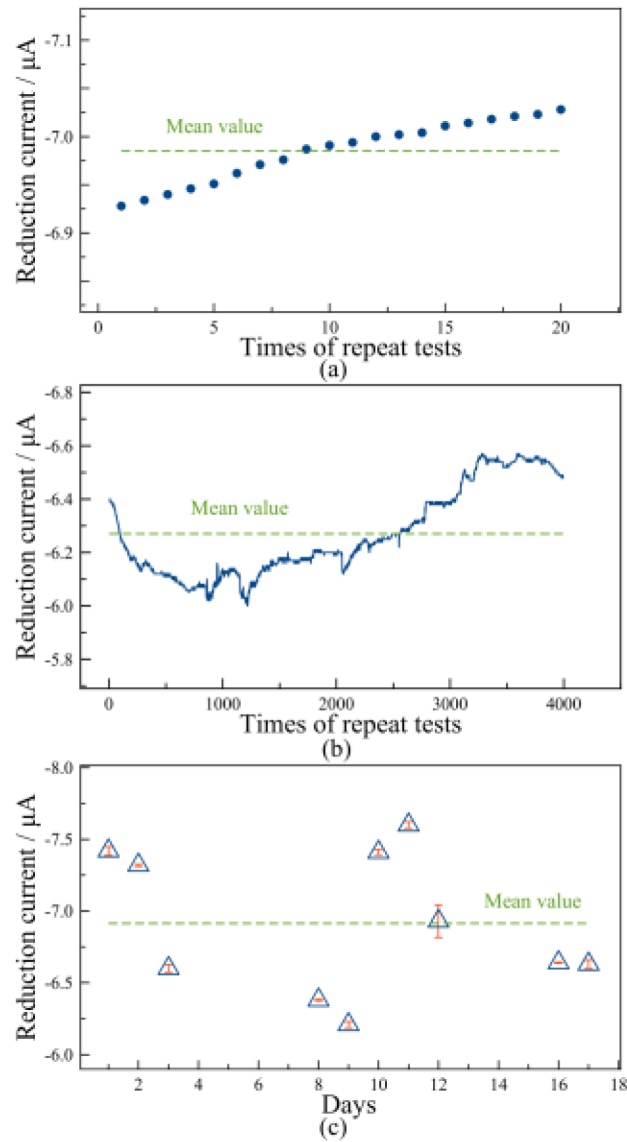 Reduction current / μA
-7.1
-7.0
-6.9
Mean value
0 5 10 15 20
Times of repeat tests
(a)
Reduction current / μA
-6.8
-6.6
-6.4
-6.2
-6.0
-5.8
Mean value
0 1000 2000 3000 4000
Times of repeat tests
(b)
Reduction current / μA
-8.0
-7.5
-7.0
-6.5
-6.0
Mean value
2 4 6 8 10 12 14 16 18
Days
(c)